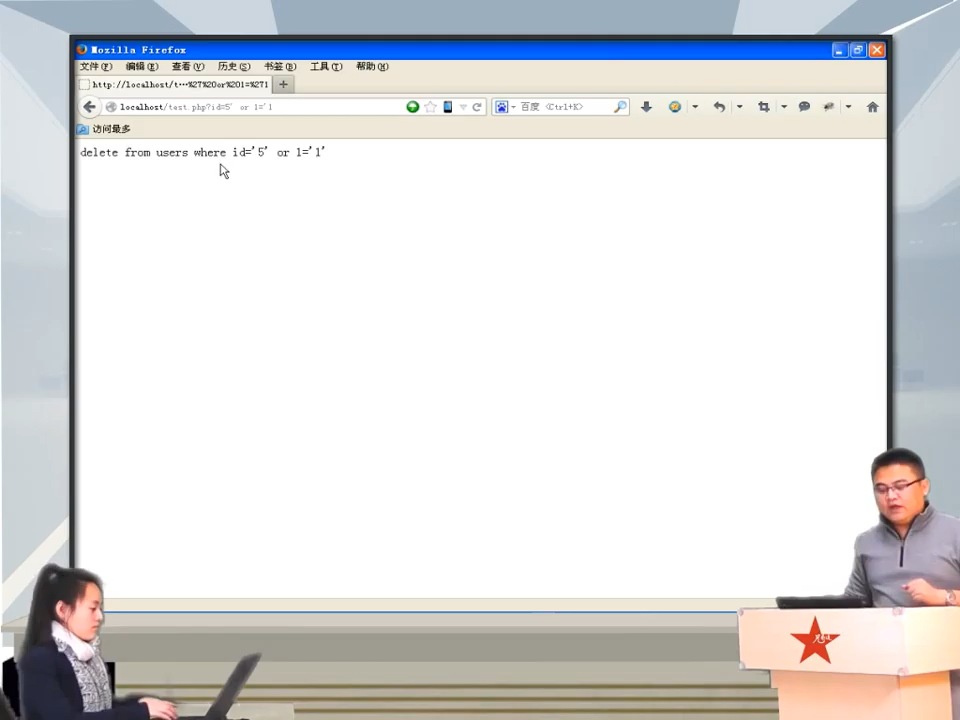 Mozilla Firefox
文件(F) 编辑(E) 查看(V) 历史(S) 书签(B) 工具(T) 帮助(H)
http://localhost/t…%27%20or%201=%271
localhost/test.php?id=5' or 1='1
百度 <Ctrl+K>
访问最多
delete from users where id='5' or 1='1'